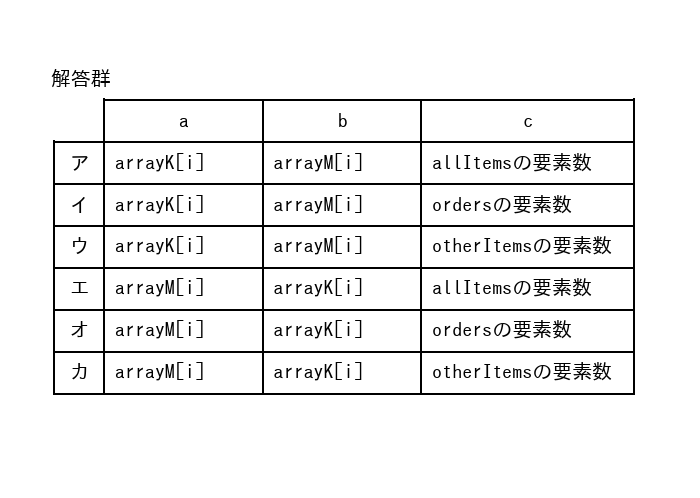 解答群
a b c
ア arrayK[i] arrayM[i] allItemsの要素数
イ arrayK[i] arrayM[i] ordersの要素数
ウ arrayK[i] arrayM[i] otherItemsの要素数
エ arrayM[i] arrayK[i] allItemsの要素数
オ arrayM[i] arrayK[i] ordersの要素数
カ arrayM[i] arrayK[i] otherItemsの要素数